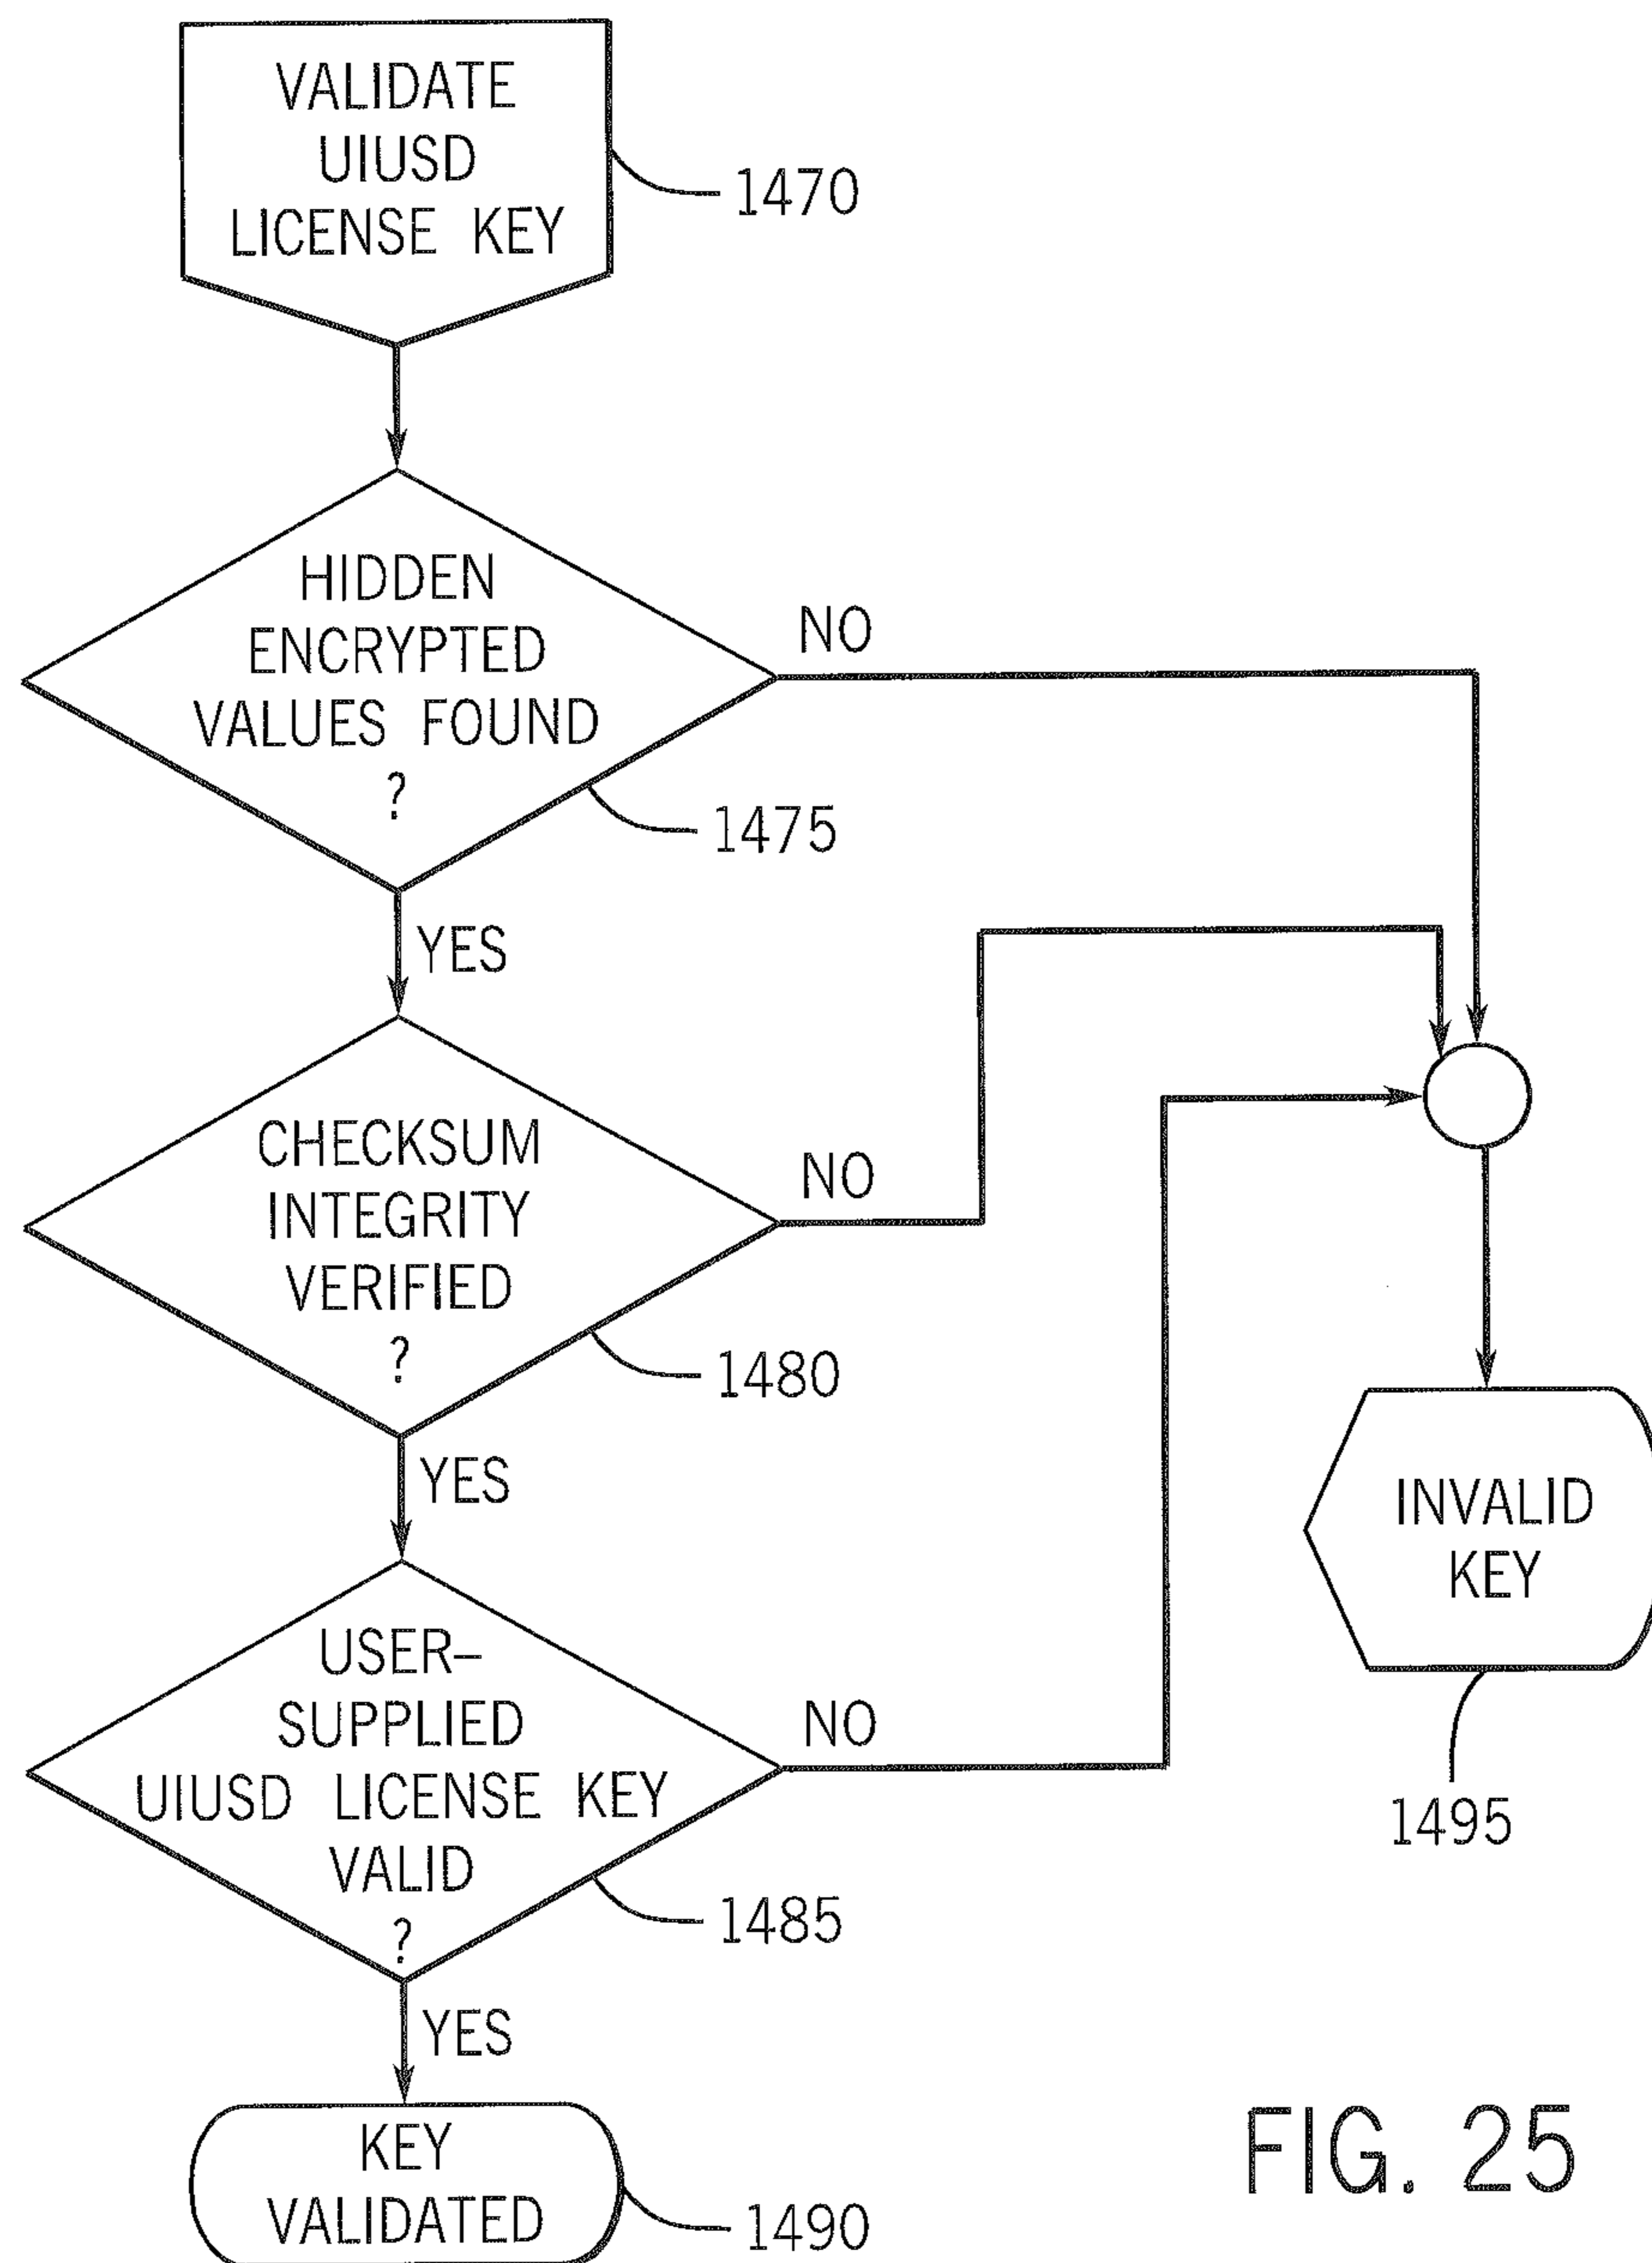 VALIDATE
UIUSD
LICENSE KEY
1470
HIDDEN
ENCRYPTED
VALUES FOUND
?
NO
1475
YES
CHECKSUM
INTEGRITY
VERIFIED
?
NO
1480
YES
USER–
SUPPLIED
UIUSD LICENSE KEY
VALID
?
NO
1485
YES
KEY
VALIDATED
1490
INVALID
KEY
1495
FIG. 25